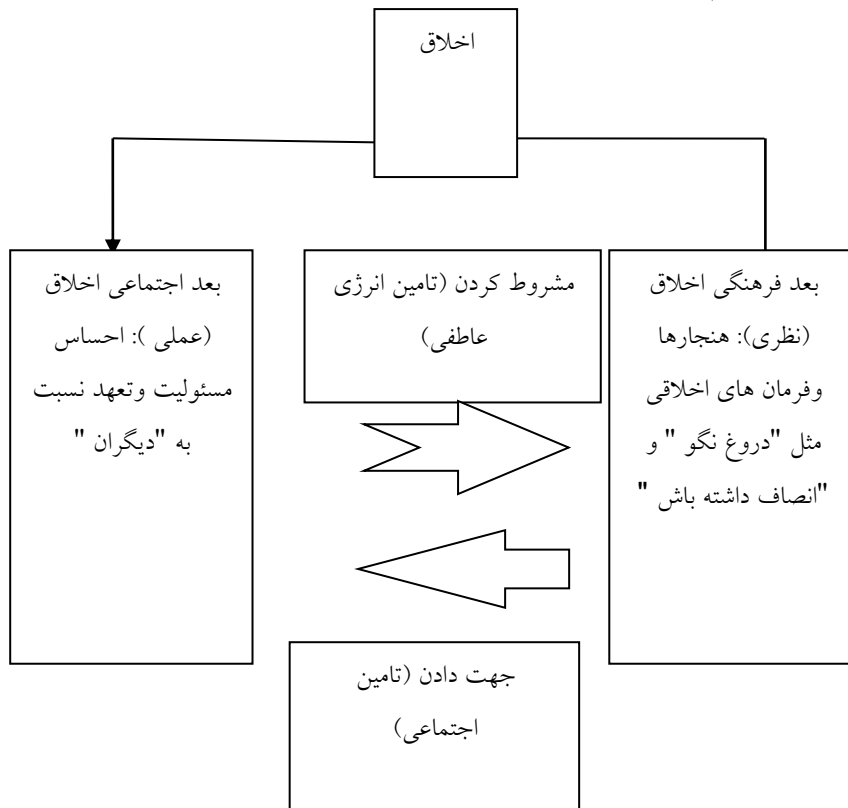 اخلاق
بعد فرهنگی اخلاق
(نظری): هنجارها
وفرمان های اخلاقی
مثل "دروغ نگو " و
"انصاف داشته باش "
مشروط کردن (تامین انرژی
عاطفی)
بعد اجتماعی اخلاق
(عملی ): احساس
مسئولیت وتعهد نسبت
به "دیگران "
جهت دادن (تامین
اجتماعی)